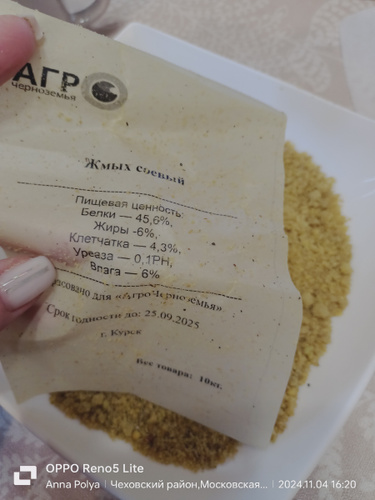 АГР
черноземья
Жмых соевый
Пищевая ценность:
Белки — 45,6%,
Жиры -6%,
Клетчатка — 4,3%,
Уреаза — 0,1PH,
Влага — 6%
для «АгроЧерноземья»
Срок годности до: 25.09.2025
г. Курск
Вес товара: 10кг.
OPPO Reno5 Lite
Anna Polya | Чеховский район,Московская... | 2024.11.04 16:20